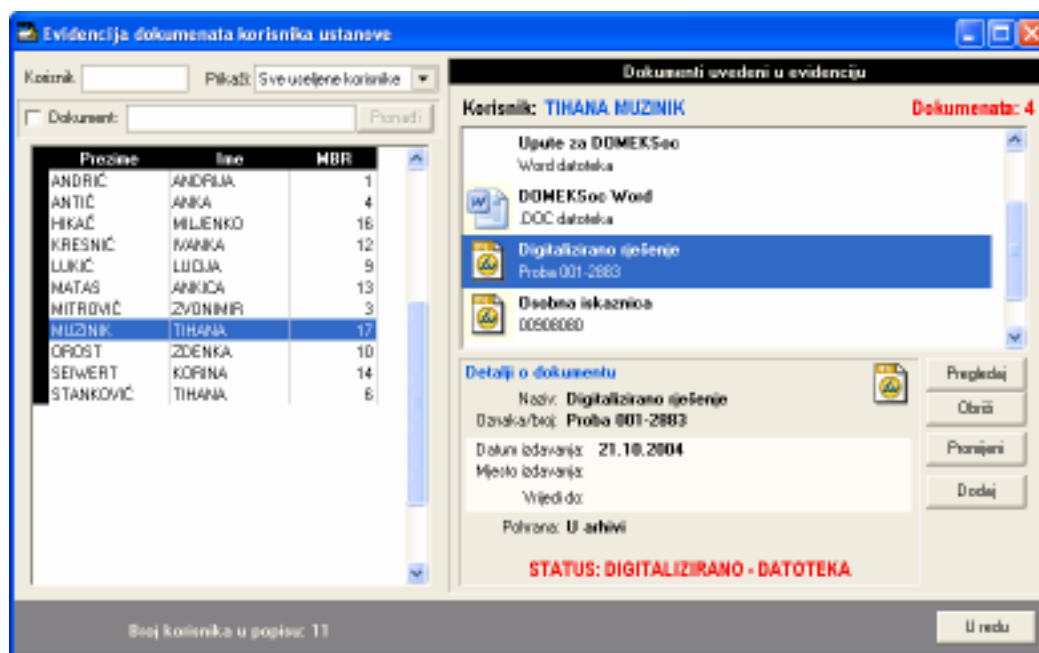 Evidencija dokumenata korisnika ustanove
Korisnik
Prikaži: Sve useljene korisnike
Dokument:
Pronađi
Prezime Ime MBR
ANDRIĆ ANDRIJA 1
ANTIĆ ANKA 4
HIKAČ MILJENKO 16
KRESNIĆ IVANKA 12
LUKIĆ LUCIJA 9
MATAS ANKICA 13
MITROVIĆ ZVONIMIR 3
MUZINIK TIHANA 17
OROST ZDENKA 10
SEIWERT KORINA 14
STANKOVIĆ TIHANA 6
Broj korisnika u popisu: 11
Dokumenti uvedeni u evidenciju
Korisnik: TIHANA MUZINIK
Dokumenata: 4
Upute za DOMEKSoc
Word datoteka
DOMEKSoc Word
.DOC datoteka
Digitalizirano rješenje
Proba 001-2883
Osobna iskaznica
00908080
Detalji o dokumentu
Naziv: Digitalizirano rješenje
Oznaka/broj: Proba 001-2883
Datum izdavanja: 21.10.2004
Mjesto izdavanja:
Vrijedi do:
Pohrana: U arhivi
STATUS: DIGITALIZIRANO - DATOTEKA
Pregledaj
Obriši
Promijeni
Dodaj
U redu